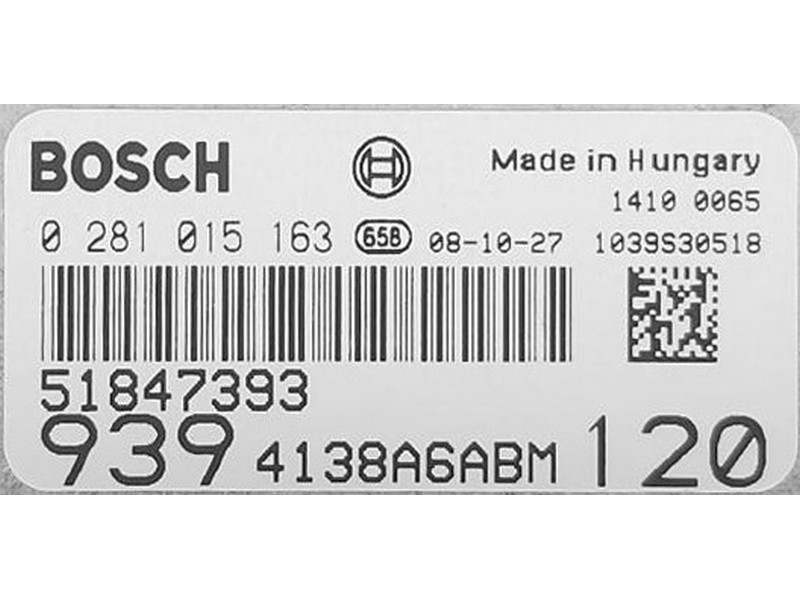 BOSCH Made in Hungary
1410 0065
0 281 015 163 658 08-10-27 1039S30518
51847393
939 4138A6ABM 120